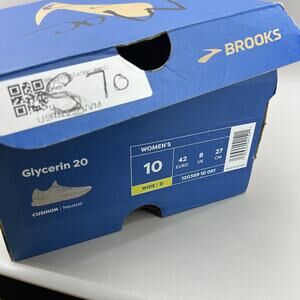 BROOKS
$70
Glycerin 20
CUSHION | Neutral
WOMEN'S
10 42 8 27
EURO UK CM
WIDE / D
120369 1D 081